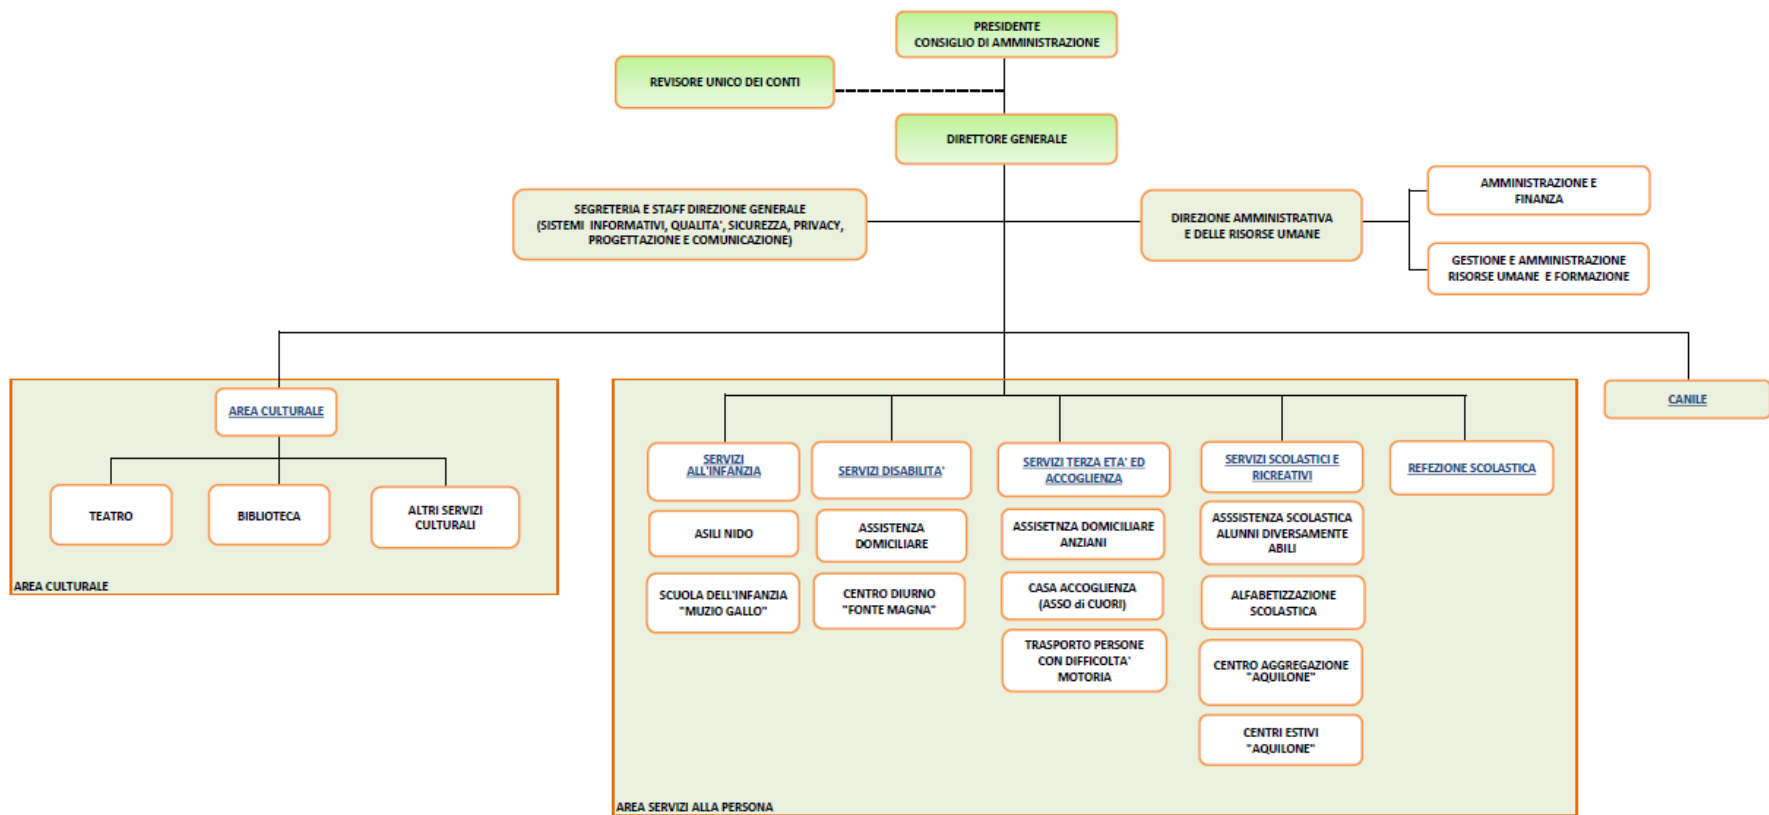 PRESIDENTE
CONSIGLIO DI AMMINISTRAZIONE
REVISORE UNICO DEI CONTI
DIRETTORE GENERALE
SEGRETERIA E STAFF DIREZIONE GENERALE
(SISTEMI INFORMATIVI, QUALITA', SICUREZZA, PRIVACY,
PROGETTAZIONE E COMUNICAZIONE)
DIREZIONE AMMINISTRATIVA
E DELLE RISORSE UMANE
AMMINISTRAZIONE E
FINANZA
GESTIONE E AMMINISTRAZIONE
RISORSE UMANE E FORMAZIONE
AREA CULTURALE
TEATRO
BIBLIOTECA
ALTRI SERVIZI
CULTURALI
AREA CULTURALE
SERVIZI
ALL'INFANZIA
ASILI NIDO
SCUOLA DELL'INFANZIA
"MUZIO GALLO"
SERVIZI DISABILITA'
ASSISTENZA
DOMICILIARE
CENTRO DIURNO
"FONTE MAGNA"
SERVIZI TERZA ETA' ED
ACCOGLIENZA
ASSISETNZA DOMICILIARE
ANZIANI
CASA ACCOGLIENZA
(ASSO di CUORI)
TRASPORTO PERSONE
CON DIFFICOLTA'
MOTORIA
SERVIZI SCOLASTICI E
RICREATIVI
ASSSISTENZA SCOLASTICA
ALUNNI DIVERSAMENTE
ABILI
ALFABETIZZAZIONE
SCOLASTICA
CENTRO AGGREGAZIONE
"AQUILONE"
CENTRI ESTIVI
"AQUILONE"
REFEZIONE SCOLASTICA
AREA SERVIZI ALLA PERSONA
CANILE